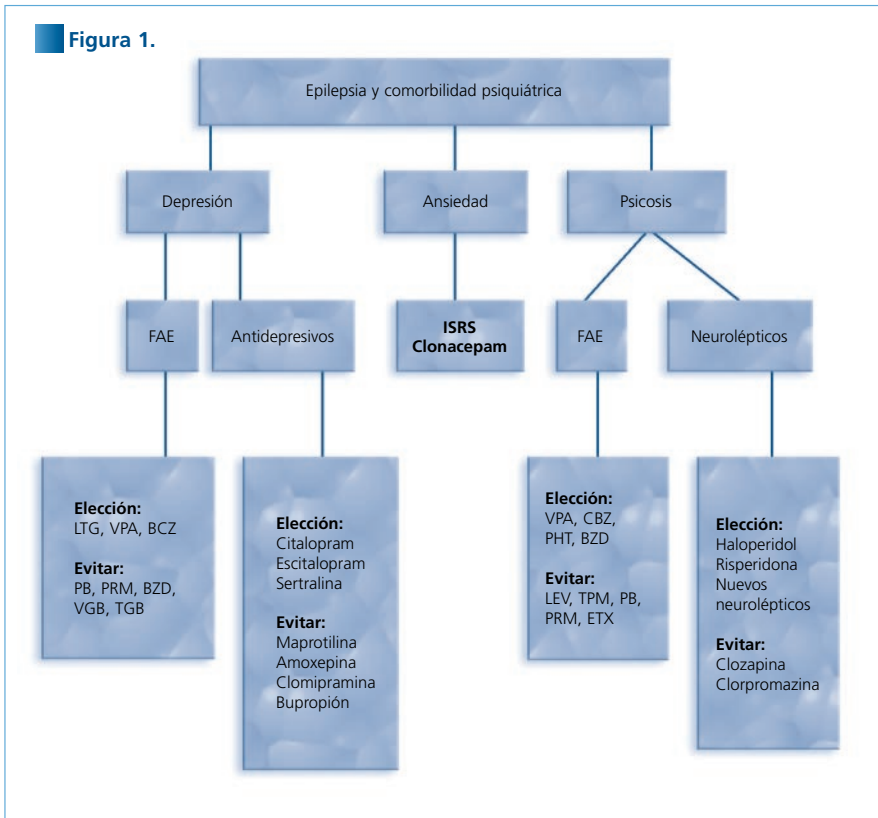 Figura 1.
Epilepsia y comorbilidad psiquiátrica
Depresión
Ansiedad
Psicosis
FAE
Antidepresivos
ISRS
Clonacepam
FAE
Neurolépticos
Elección:
LTG, VPA, BCZ
Evitar:
PB, PRM, BZD,
VGB, TGB
Elección:
Citalopram
Escitalopram
Sertralina
Evitar:
Maprotilina
Amoxepina
Clomipramina
Bupropión
Elección:
VPA, CBZ,
PHT, BZD
Evitar:
LEV, TPM, PB,
PRM, ETX
Elección:
Haloperidol
Risperidona
Nuevos
neurolépticos
Evitar:
Clozapina
Clorpromazina